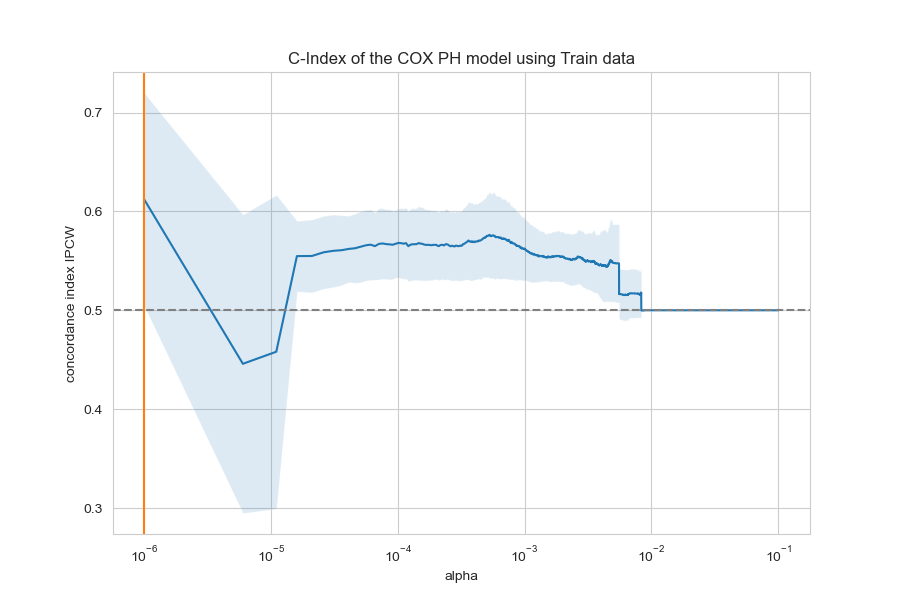 C-Index of the COX PH model using Train data
concordance index IPCW
0.7
0.6
0.5
0.4
0.3
10⁻⁶ 10⁻⁵ 10⁻⁴ 10⁻³ 10⁻² 10⁻¹
alpha